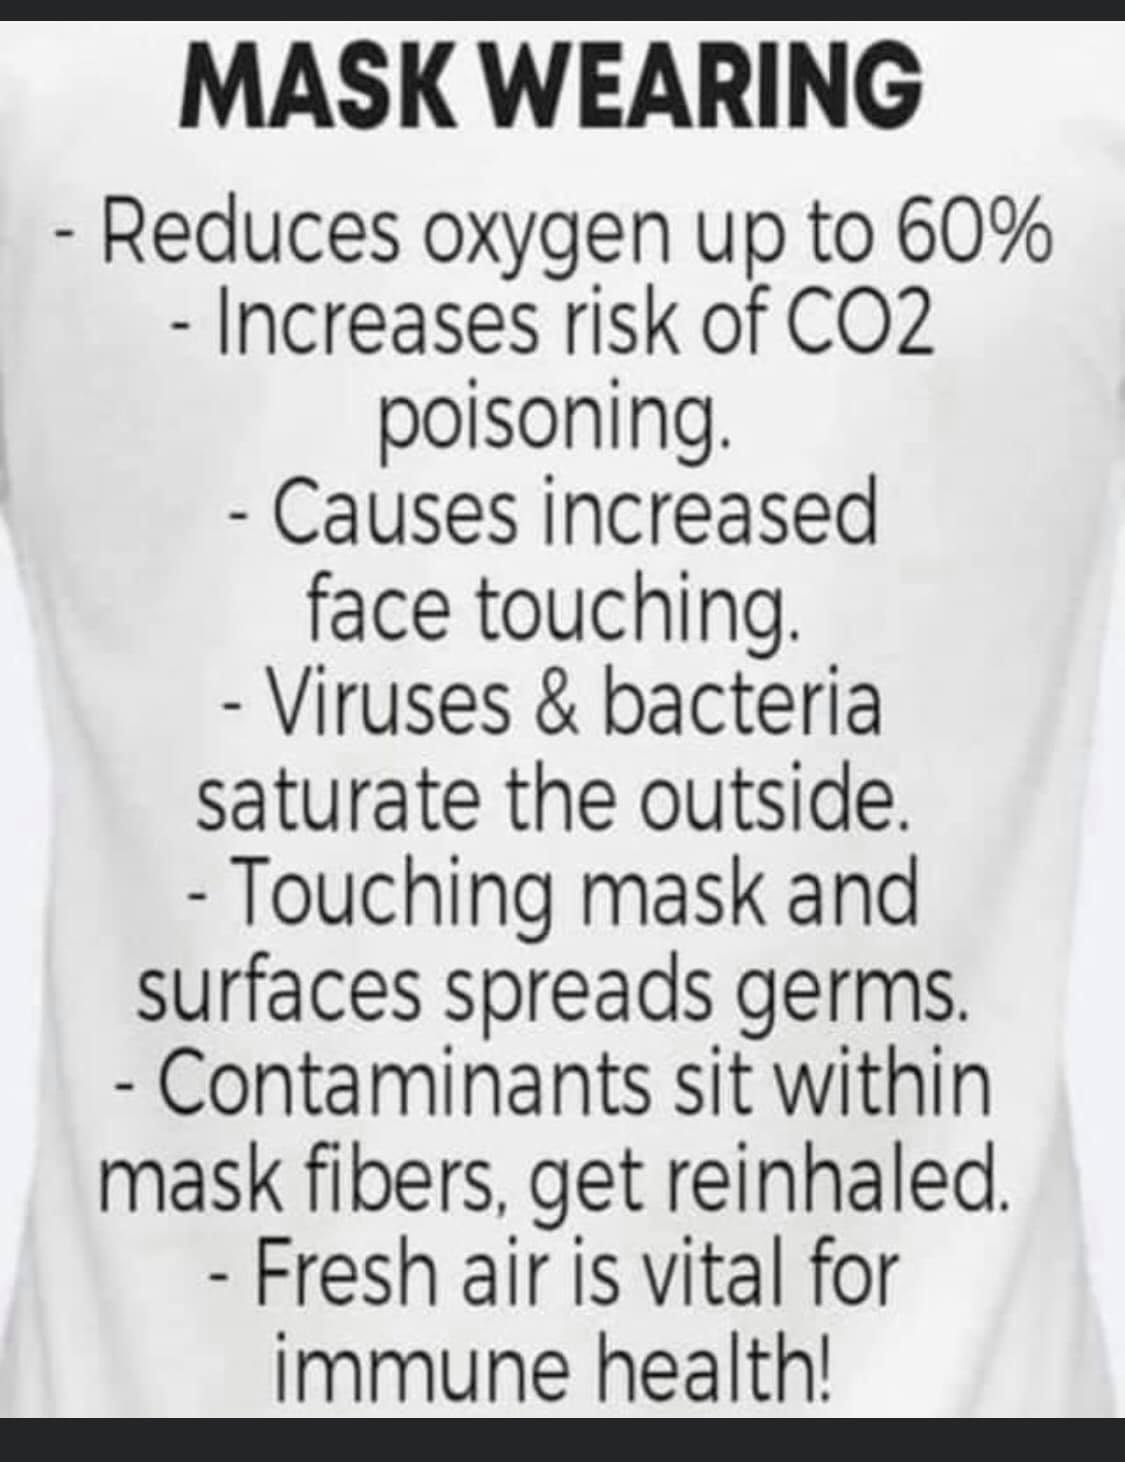 MASK WEARING
- Reduces oxygen up to 60%
- Increases risk of CO2
poisoning.
- Causes increased
face touching.
- Viruses & bacteria
saturate the outside.
- Touching mask and
surfaces spreads germs.
- Contaminants sit within
mask fibers, get reinhaled.
- Fresh air is vital for
immune health!